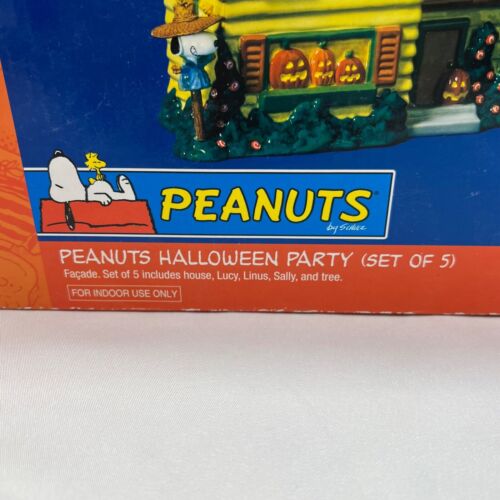 PEANUTS
by Schulz
PEANUTS HALLOWEEN PARTY (SET OF 5)
Façade. Set of 5 includes house, Lucy, Linus, Sally, and tree.
FOR INDOOR USE ONLY